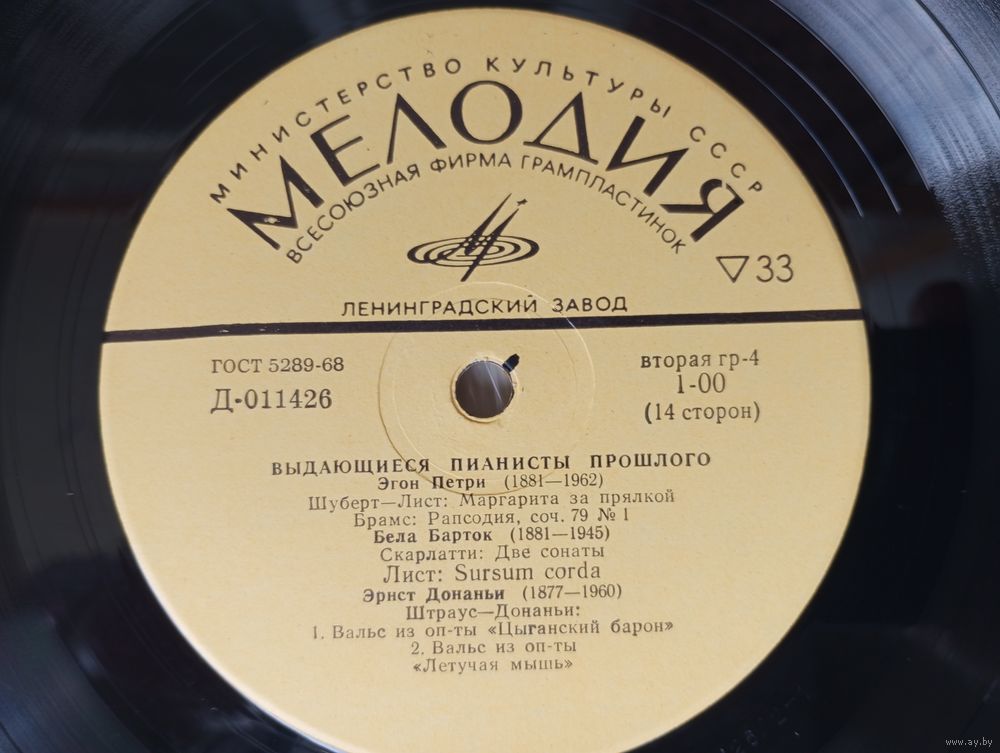 МИНИСТЕРСТВО КУЛЬТУРЫ СССР
МЕЛОДИЯ
ВСЕСОЮЗНАЯ ФИРМА ГРАМПЛАСТИНОК
▽33
ЛЕНИНГРАДСКИЙ ЗАВОД
ГОСТ 5289-68
Д-011426
вторая гр-4
1-00
(14 сторон)
ВЫДАЮЩИЕСЯ ПИАНИСТЫ ПРОШЛОГО
Эгон Петри (1881—1962)
Шуберт—Лист: Маргарита за прялкой
Брамс: Рапсодия, соч. 79 № 1
Бела Барток (1881—1945)
Скарлатти: Две сонаты
Лист: Sursum corda
Эрнст Донаньи (1877—1960)
Штраус—Донаньи:
1. Вальс из оп-ты «Цыганский барон»
2. Вальс из оп-ты
«Летучая мышь»
www.ay.by